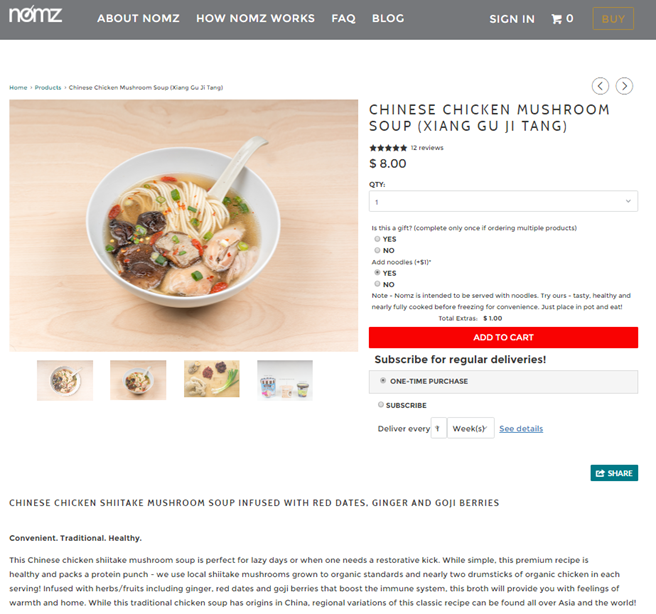 nomz
ABOUT NOMZ HOW NOMZ WORKS FAQ BLOG SIGN IN 0 BUY
Home › Products › Chinese Chicken Mushroom Soup (Xiang Gu Ji Tang)
CHINESE CHICKEN MUSHROOM
SOUP (XIANG GU JI TANG)
12 reviews
$ 8.00
QTY:
1
Is this a gift? (complete only once if ordering multiple products)
YES
NO
Add noodles (+$1)*
YES
NO
Note - Nomz is intended to be served with noodles. Try ours - tasty, healthy and
nearly fully cooked before freezing for convenience. Just place in pot and eat!
Total Extras: $ 1.00
ADD TO CART
Subscribe for regular deliveries!
ONE-TIME PURCHASE
SUBSCRIBE
Deliver every 1 Week(s) See details
SHARE
CHINESE CHICKEN SHIITAKE MUSHROOM SOUP INFUSED WITH RED DATES, GINGER AND GOJI BERRIES
Convenient. Traditional. Healthy.
This Chinese chicken shiitake mushroom soup is perfect for lazy days or when one needs a restorative kick. While simple, this premium recipe is
healthy and packs a protein punch - we use local shiitake mushrooms grown to organic standards and nearly two drumsticks of organic chicken in each
serving! Infused with herbs/fruits including ginger, red dates and goji berries that boost the immune system, this broth will provide you with feelings of
warmth and home. While this traditional chicken soup has origins in China, regional variations of this classic recipe can be found all over Asia and the world!